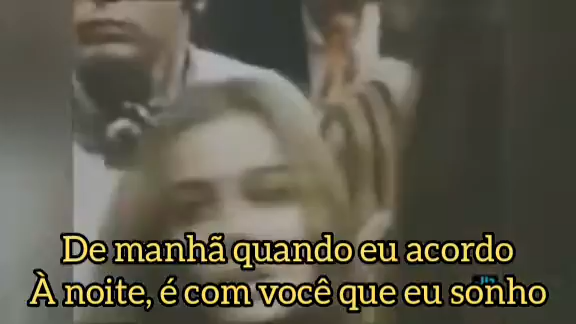 De manhã quando eu acordo
À noite, é com você que eu sonho